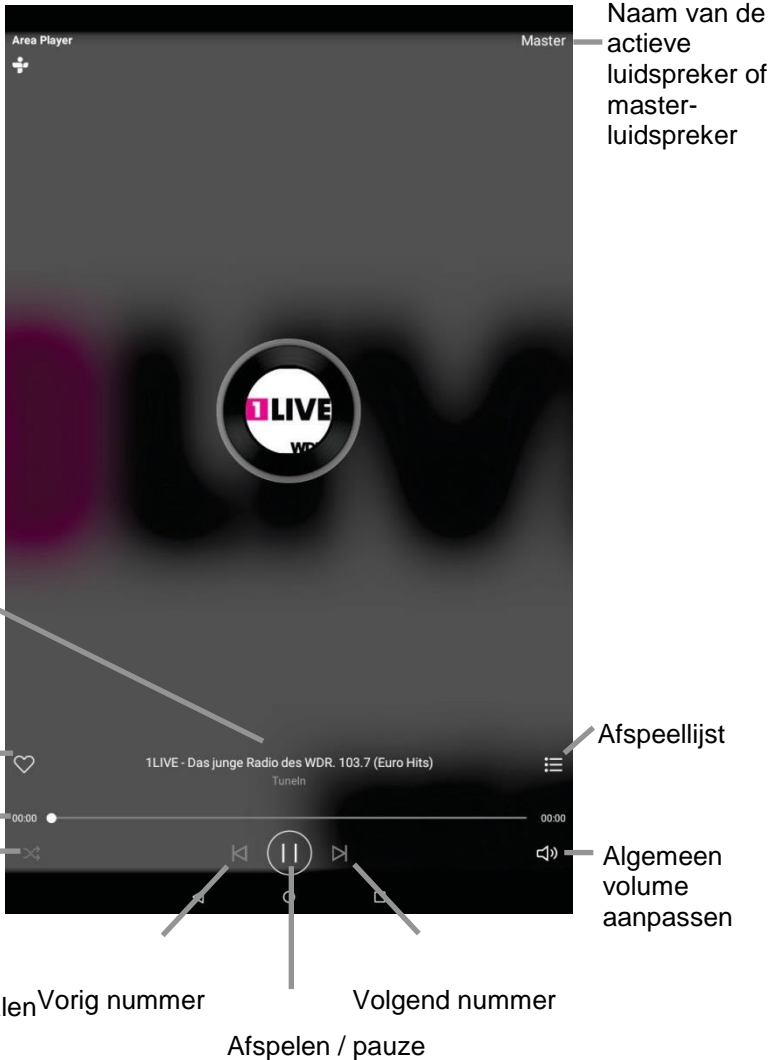 Naam van de
actieve
luidspreker of
master-
luidspreker
Area Player
Master
1LIVE
WDR
Afspeellijst
1LIVE - Das junge Radio des WDR. 103.7 (Euro Hits)
TuneIn
00:00
00:00
Algemeen
volume
aanpassen
Vorig nummer
Volgend nummer
Afspelen / pauze